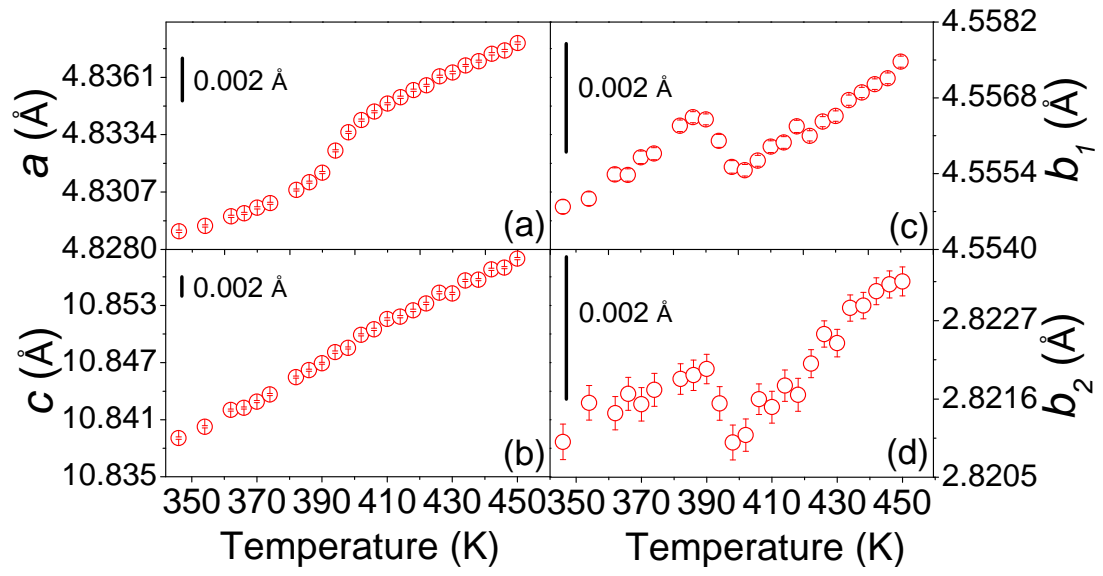 4.8361
4.8334
4.8307
4.8280
a (Å)
0.002 Å
(a)
4.5582
4.5568
4.5554
4.5540
b1 (Å)
0.002 Å
(c)
10.853
10.847
10.841
10.835
c (Å)
0.002 Å
(b)
2.8227
2.8216
2.8205
b2 (Å)
0.002 Å
(d)
350 370 390 410 430 450
350 370 390 410 430 450
Temperature (K)
Temperature (K)